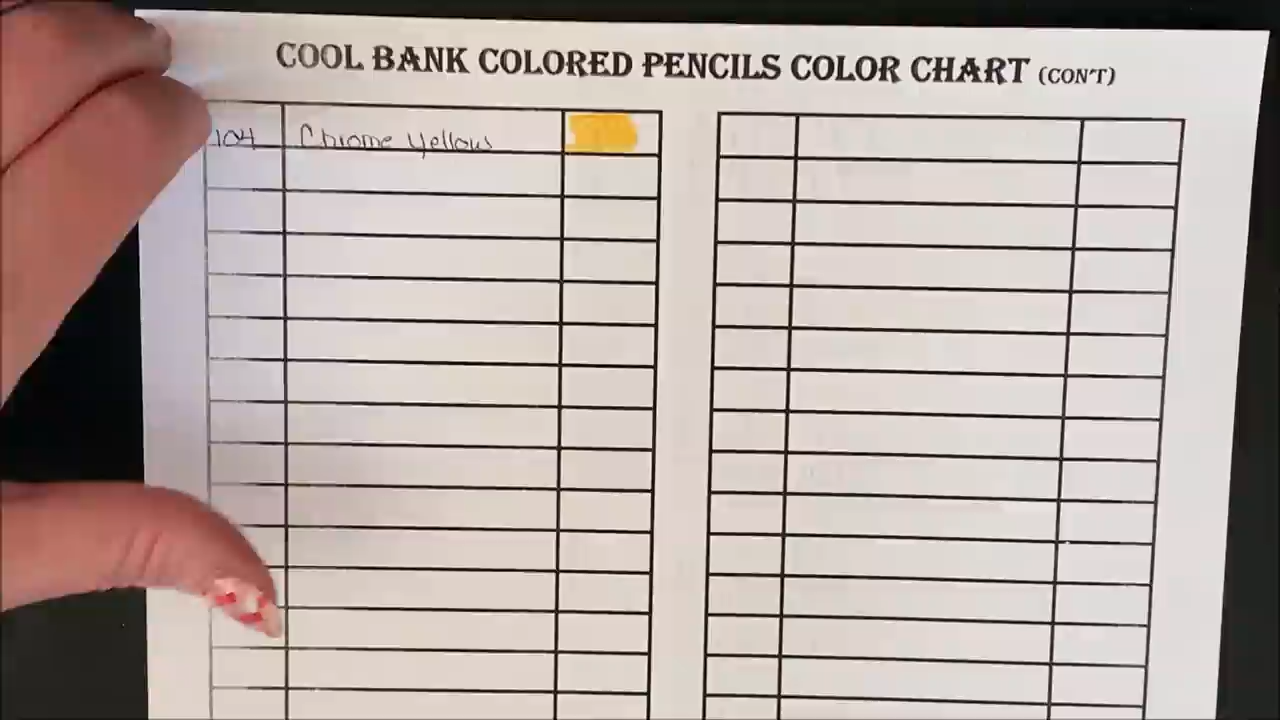 COOL BANK COLORED PENCILS COLOR CHART (CON'T)
104 Chrome Yellow